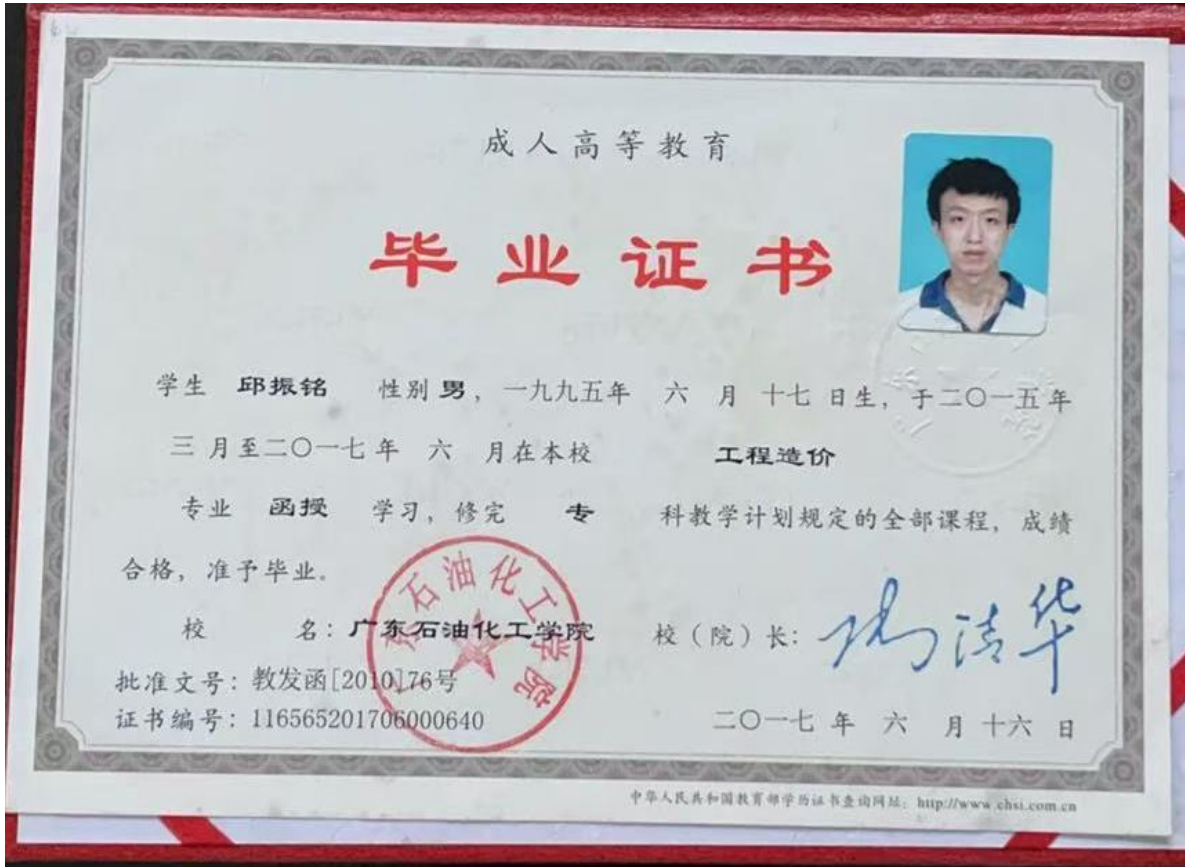 成人高等教育
毕业证书
学生 邱振铭 性别 男，一九九五年 六 月 十七 日生，于二〇一五年
三 月至二〇一七年 六 月在本校 工程造价
专业 函授 学习，修完 专 科教学计划规定的全部课程，成绩
合格，准予毕业。
校 名：广东石油化工学院 校（院）长：
批准文号：教发函[2010]76号
证书编号：116565201706000640 二〇一七 年 六 月 十六 日
中华人民共和国教育部学历证书查询网址：http://www.chsi.com.cn